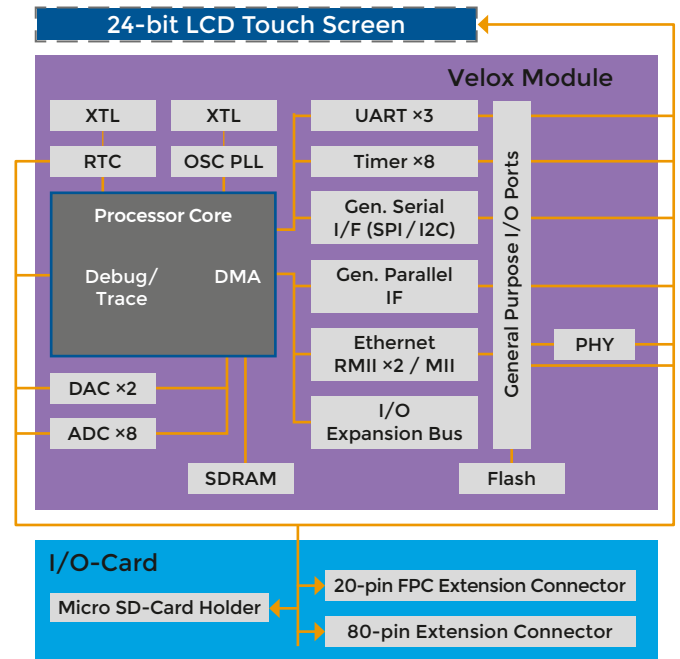 24-bit LCD Touch Screen
Velox Module
XTL
XTL
UART ×3
RTC
OSC PLL
Timer ×8
Processor Core
Gen. Serial
I/F (SPI / I2C)
General Purpose I/O Ports
Debug/
Trace
DMA
Gen. Parallel
IF
Ethernet
RMII ×2 / MII
PHY
DAC ×2
I/O
Expansion Bus
ADC ×8
SDRAM
Flash
I/O-Card
20-pin FPC Extension Connector
Micro SD-Card Holder
80-pin Extension Connector